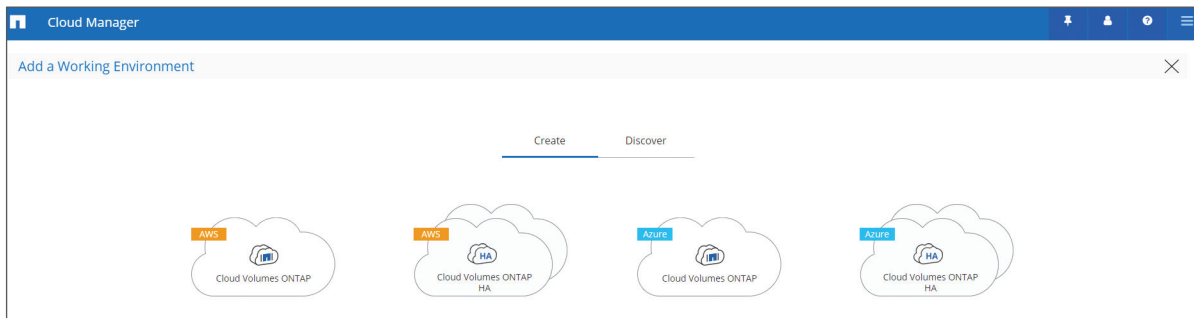 Cloud Manager
Add a Working Environment
Create
Discover
AWS
Cloud Volumes ONTAP
AWS
HA
Cloud Volumes ONTAP
HA
Azure
Cloud Volumes ONTAP
Azure
HA
Cloud Volumes ONTAP
HA